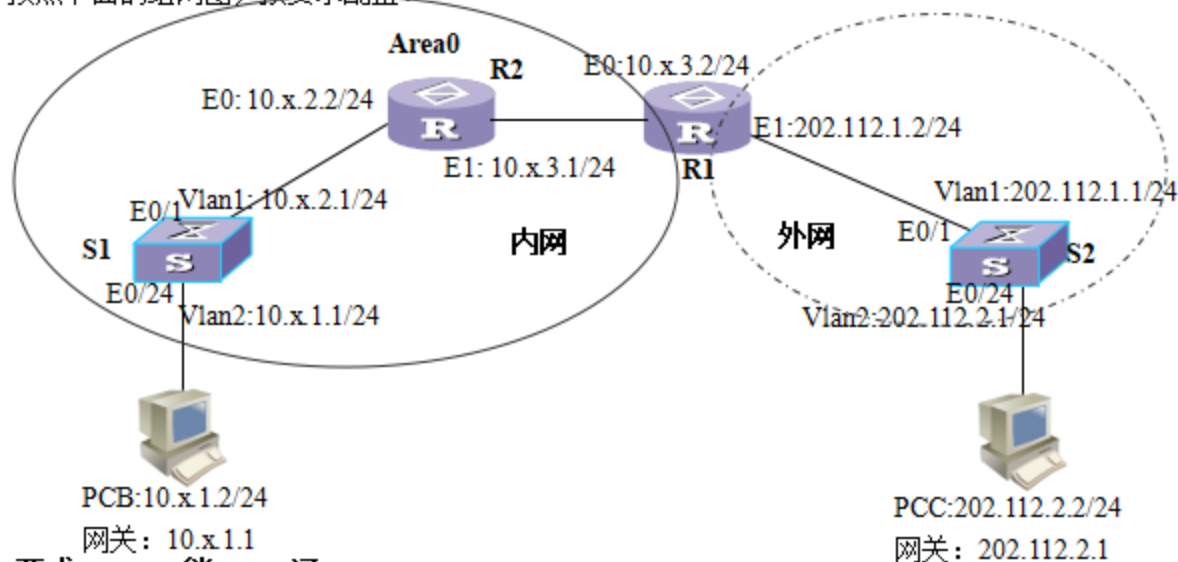 Area0
R2
E0:10.x.3.2/24
E0: 10.x.2.2/24
R
R
E1:202.112.1.2/24
E1: 10.x.3.1/24
R1
Vlan1: 10.x.2.1/24
Vlan1:202.112.1.1/24
E0/1
E0/1
内网
外网
S1
S
S
S2
E0/24
E0/24
Vlan2:10.x.1.1/24
Vlan2:202.112.2.1/24
PCB:10.x.1.2/24
PCC:202.112.2.2/24
网关：10.x.1.1
网关：202.112.2.1